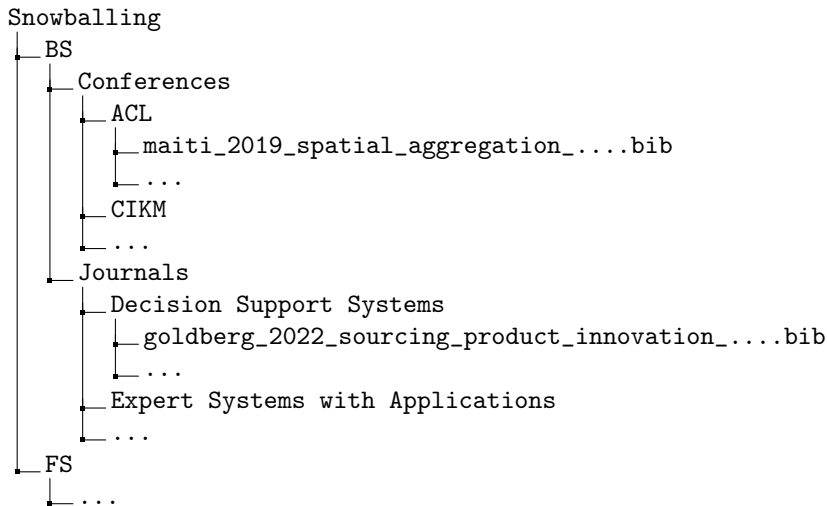 Snowballing
BS
Conferences
ACL
maiti_2019_spatial_aggregation_....bib
...
CIKM
...
Journals
Decision Support Systems
goldberg_2022_sourcing_product_innovation_....bib
...
Expert Systems with Applications
...
FS
...